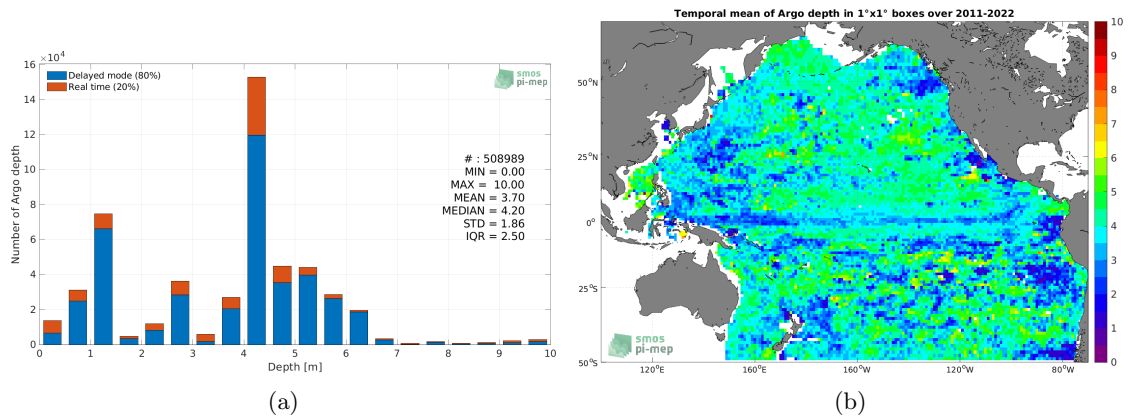 ×10⁴
16
14
12
10
8
6
4
2
0
Number of Argo depth
Delayed mode (80%)
Real time (20%)
smos
pi-mep
# : 508989
MIN = 0.00
MAX = 10.00
MEAN = 3.70
MEDIAN = 4.20
STD = 1.86
IQR = 2.50
0 1 2 3 4 5 6 7 8 9 10
Depth [m]
(a)
Temporal mean of Argo depth in 1°x1° boxes over 2011-2022
50°N
25°N
0°
25°S
50°S
120°E 160°E 160°W 120°W 80°W
smos
pi-mep
10
9
8
7
6
5
4
3
2
1
0
(b)